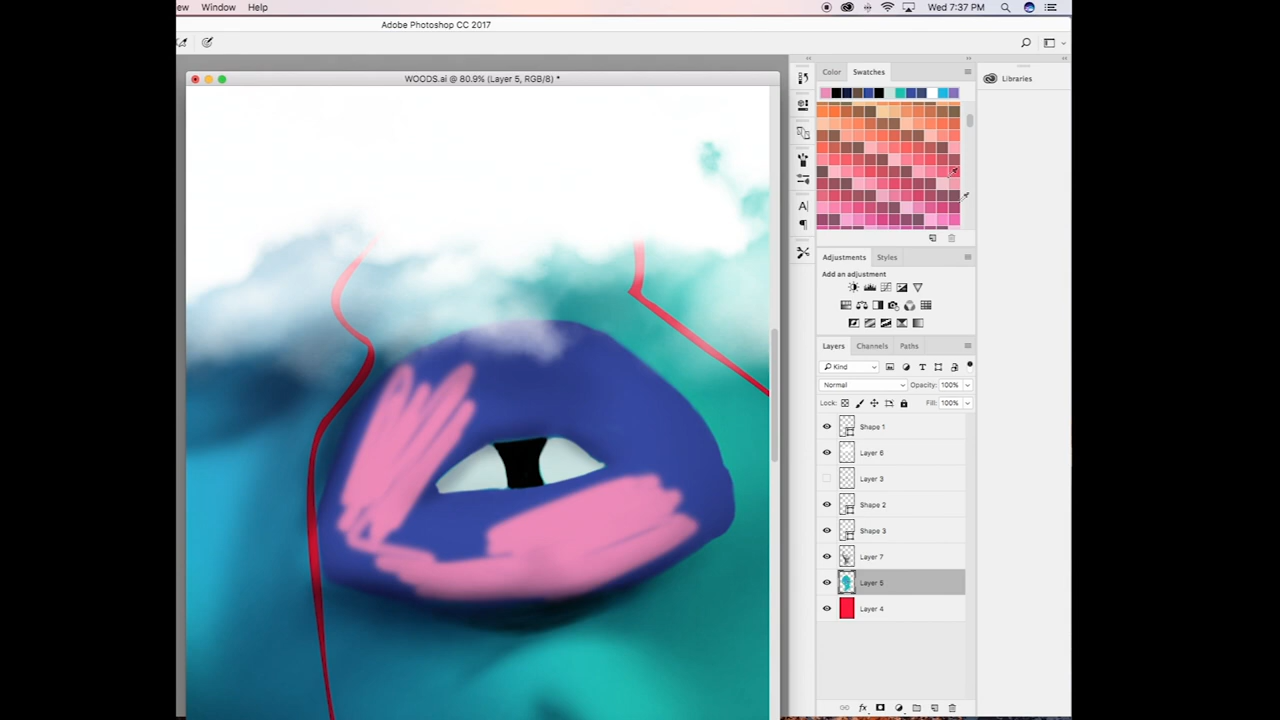 ew Window Help
Wed 7:37 PM
Adobe Photoshop CC 2017
WOODS.ai @ 80.9% (Layer 5, RGB/8) *
Color Swatches
Libraries
A
Adjustments Styles
Add an adjustment
Layers Channels Paths
Kind
Normal Opacity: 100%
Lock: Fill: 100%
Shape 1
Layer 6
Layer 3
Shape 2
Shape 3
Layer 7
Layer 5
Layer 4
fx